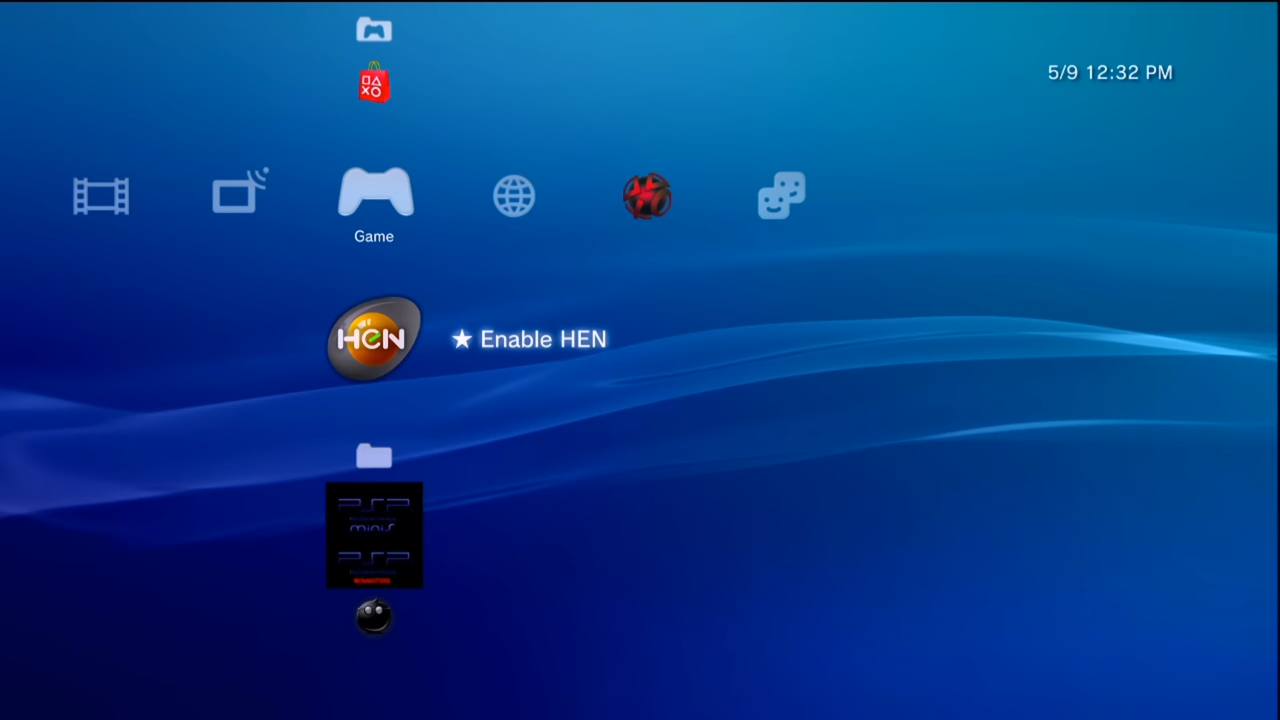 5/9 12:32 PM
Game
HEN
★ Enable HEN
PSP
minis
PSP